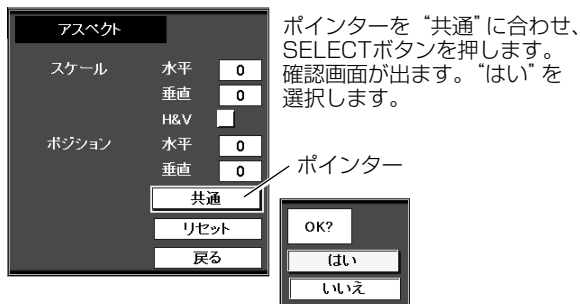 アスペクト
スケール 水平 0
垂直 0
H&V
ポジション 水平 0
垂直 0
共通
リセット
戻る
ポインターを“共通”に合わせ、
SELECTボタンを押します。
確認画面が出ます。“はい”を
選択します。
ポインター
OK?
はい
いいえ